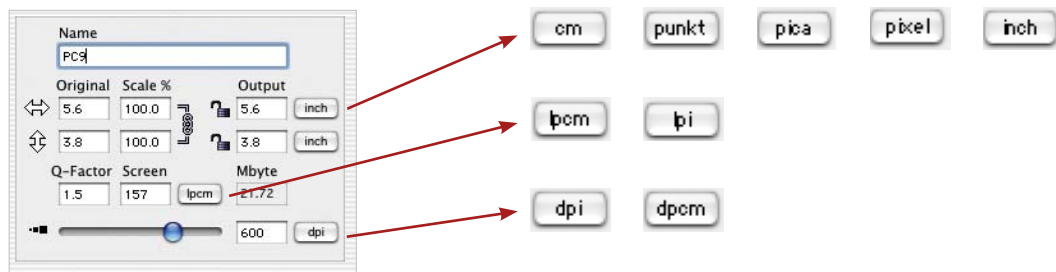 Name
PC9
Original Scale % Output
5.6 100.0 5.6 inch
3.8 100.0 3.8 inch
Q-Factor Screen Mbyte
1.5 157 lpcm 21.72
600 dpi
cm punkt pica pixel inch
lpcm lpi
dpi dpcm